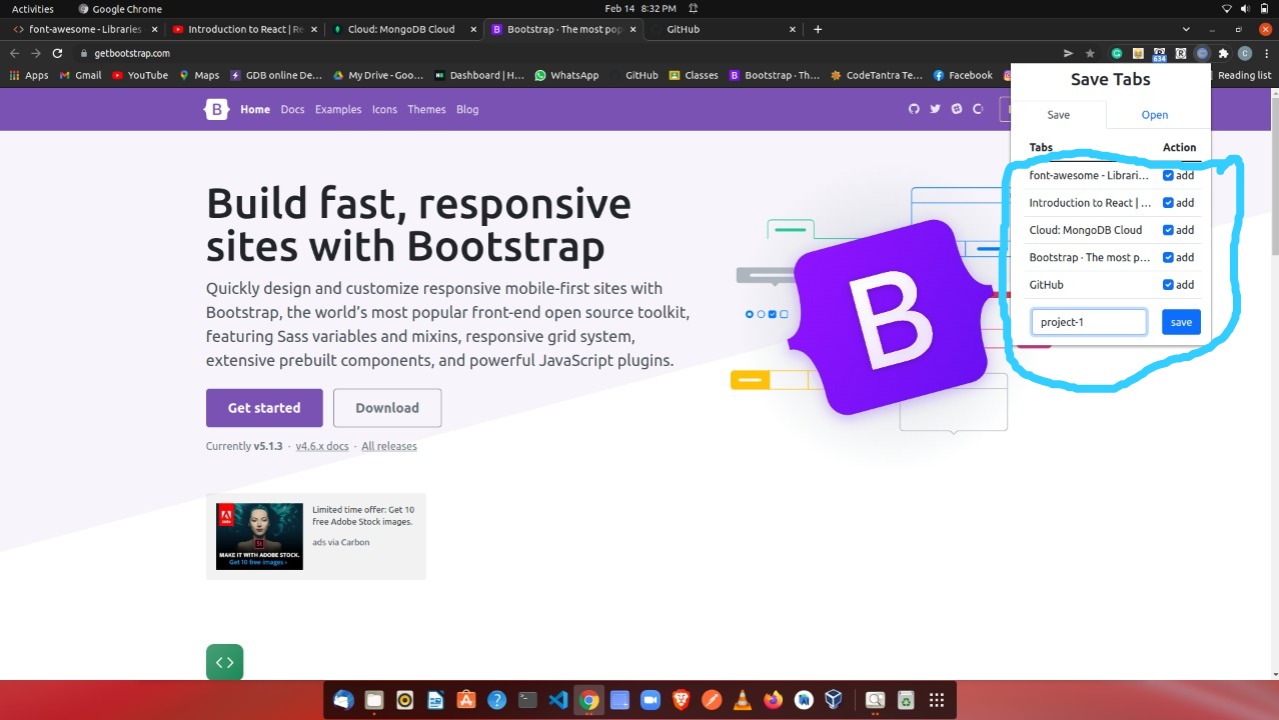 Activities
Google Chrome
Feb 14 8:32 PM
font-awesome - Libraries
Introduction to React | Re
Cloud: MongoDB Cloud
Bootstrap · The most pop
GitHub
getbootstrap.com
634
C
Apps
Gmail
YouTube
Maps
GDB online De...
My Drive - Goo...
Dashboard | H...
WhatsApp
GitHub
Classes
Bootstrap · Th...
CodeTantra Te...
Facebook
Reading list
B
Home
Docs
Examples
Icons
Themes
Blog
Build fast, responsive
sites with Bootstrap
Quickly design and customize responsive mobile-first sites with
Bootstrap, the world's most popular front-end open source toolkit,
featuring Sass variables and mixins, responsive grid system,
extensive prebuilt components, and powerful JavaScript plugins.
Get started
Download
Currently v5.1.3 · v4.6.x docs · All releases
Adobe
St
MAKE IT WITH ADOBE STOCK.
Get 10 free images ›
Limited time offer: Get 10
free Adobe Stock images.
ads via Carbon
B
Save Tabs
Save
Open
Tabs Action
font-awesome - Librari... add
Introduction to React | ... add
Cloud: MongoDB Cloud add
Bootstrap · The most p... add
GitHub add
project-1 save